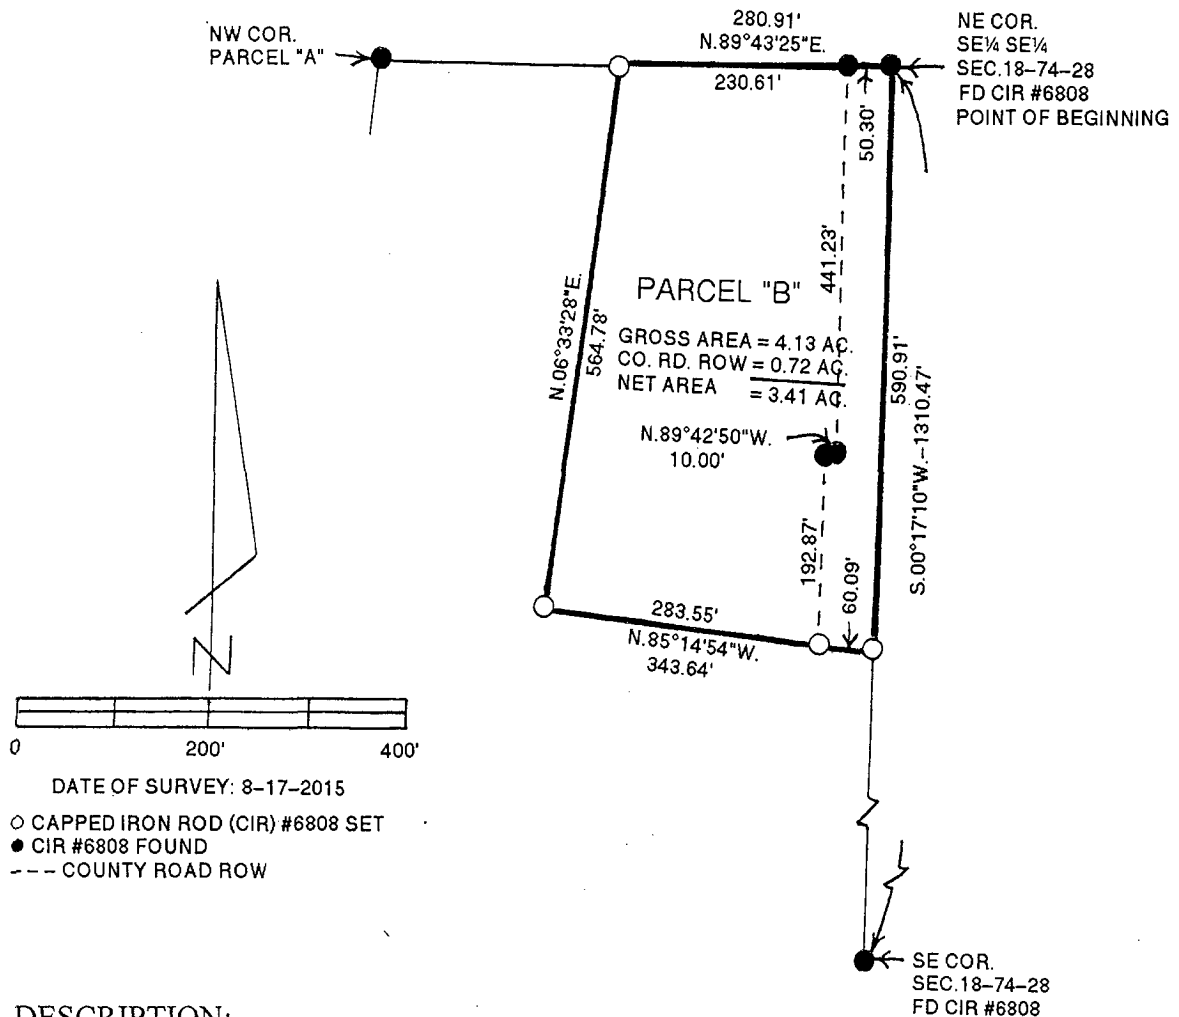 NW COR.
PARCEL "A"
280.91'
N.89°43'25"E.
230.61'
NE COR.
SE¼ SE¼
SEC.18–74–28
FD CIR #6808
POINT OF BEGINNING
50.30'
441.23'
PARCEL "B"
GROSS AREA = 4.13 AC.
CO. RD. ROW = 0.72 AC.
NET AREA = 3.41 AC.
N.06°33'28"E.
564.78'
590.91'
S.00°17'10"W.–1310.47'
N.89°42'50"W.
10.00'
192.87'
60.09'
283.55'
N.85°14'54"W.
343.64'
N
0 200' 400'
DATE OF SURVEY: 8–17–2015
CAPPED IRON ROD (CIR) #6808 SET
CIR #6808 FOUND
--- COUNTY ROAD ROW
SE COR.
SEC.18–74–28
FD CIR #6808
DESCRIPTION: